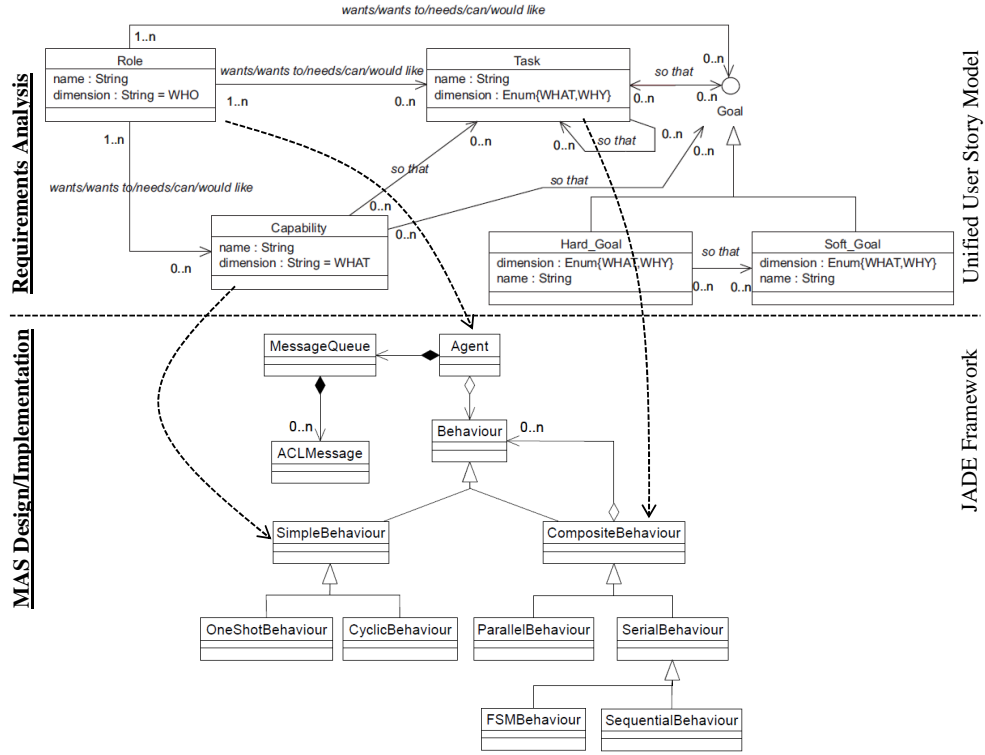 wants/wants to/needs/can/would like
1..n
0..n
Role
name : String
dimension : String = WHO
wants/wants to/needs/can/would like
1..n
0..n
Task
name : String
dimension : Enum{WHAT,WHY}
so that
0..n
0..n
Goal
0..n
so that
0..n
0..n
0..n
0..n
1..n
wants/wants to/needs/can/would like
0..n
so that
0..n
so that
0..n
Capability
name : String
dimension : String = WHAT
Hard_Goal
dimension : Enum{WHAT,WHY}
name : String
so that
0..n
0..n
Soft_Goal
dimension : Enum{WHAT,WHY}
name : String
Requirements Analysis
Unified User Story Model
MessageQueue
Agent
0..n
ACLMessage
Behaviour
0..n
SimpleBehaviour
CompositeBehaviour
OneShotBehaviour
CyclicBehaviour
ParallelBehaviour
SerialBehaviour
FSMBehaviour
SequentialBehaviour
MAS Design/Implementation
JADE Framework